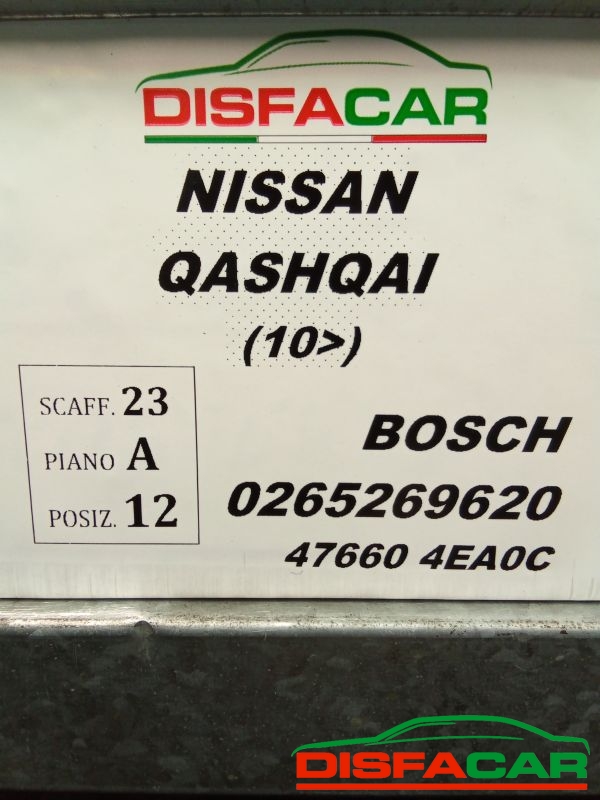 DISFACAR
NISSAN
QASHQAI
(10>)
SCAFF. 23
PIANO A
POSIZ. 12
BOSCH
0265269620
47660 4EA0C
DISFACAR